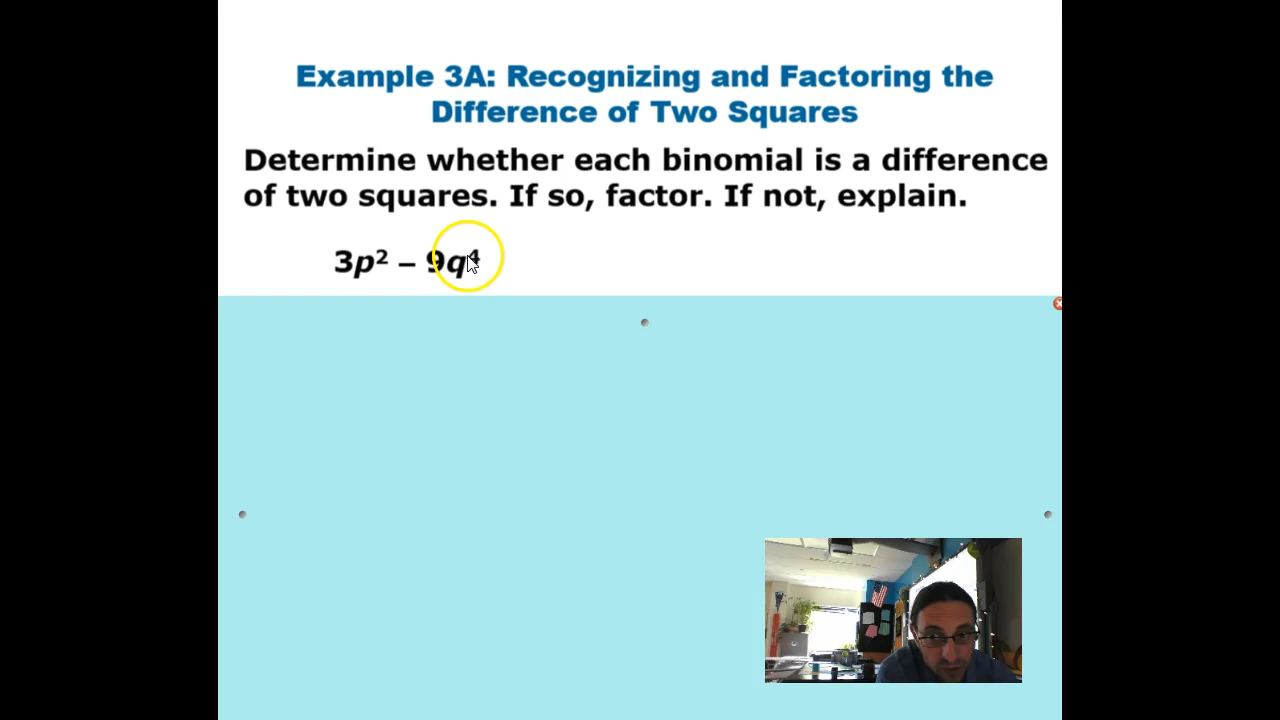 Example 3A: Recognizing and Factoring the
Difference of Two Squares
Determine whether each binomial is a difference
of two squares. If so, factor. If not, explain.
3p² – 9q⁴